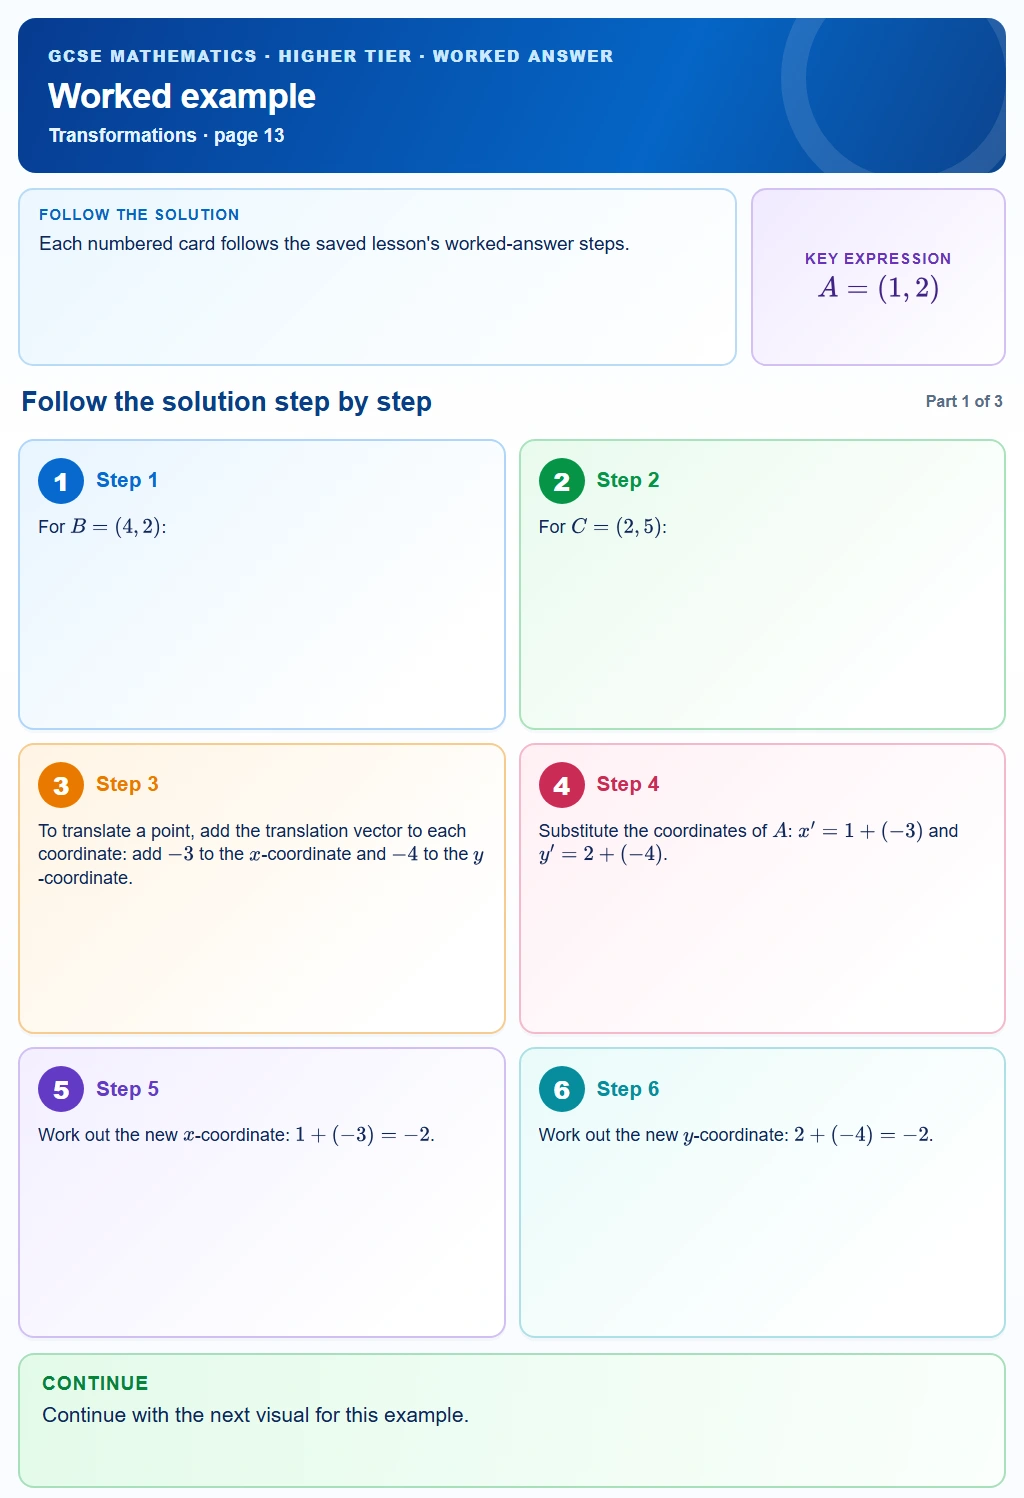 GCSE MATHEMATICS · HIGHER TIER · WORKED ANSWER
Worked example
Transformations · page 13
FOLLOW THE SOLUTION
Each numbered card follows the saved lesson's worked-answer steps.
KEY EXPRESSION
A = (1, 2)
Follow the solution step by step
Part 1 of 3
1 Step 1
For B = (4, 2):
2 Step 2
For C = (2, 5):
3 Step 3
To translate a point, add the translation vector to each
coordinate: add −3 to the x-coordinate and −4 to the y
-coordinate.
4 Step 4
Substitute the coordinates of A: x′ = 1 + (−3) and
y′ = 2 + (−4).
5 Step 5
Work out the new x-coordinate: 1 + (−3) = −2.
6 Step 6
Work out the new y-coordinate: 2 + (−4) = −2.
CONTINUE
Continue with the next visual for this example.